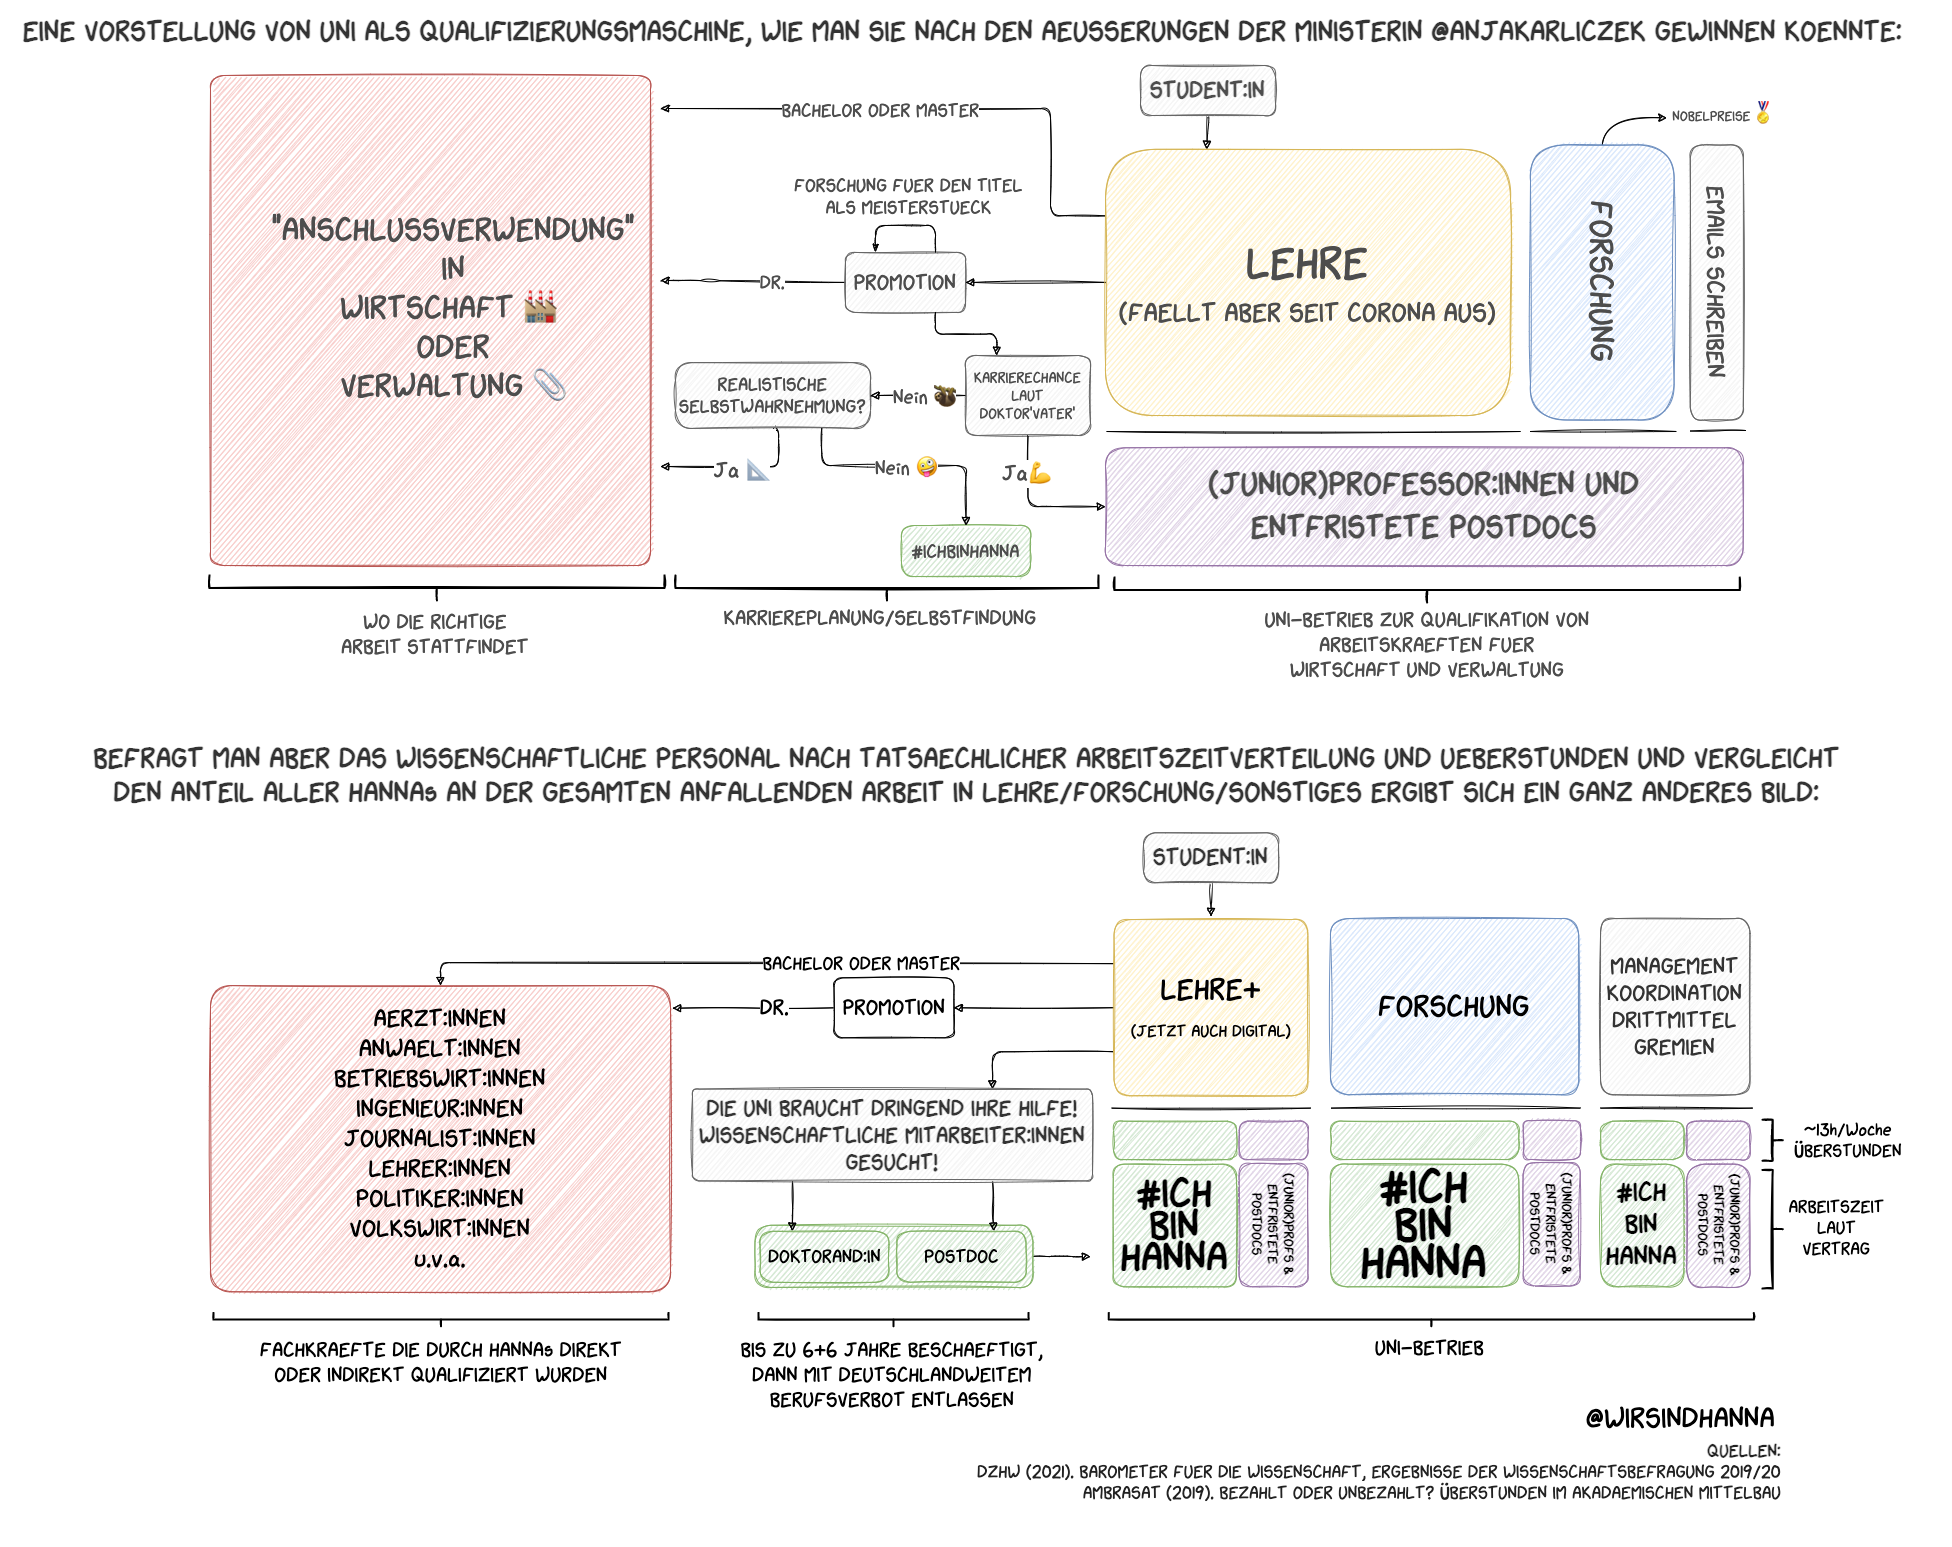 EINE VORSTELLUNG VON UNI ALS QUALIFIZIERUNGSMASCHINE, WIE MAN SIE NACH DEN AEUSSERUNGEN DER MINISTERIN @ANJAKARLICZEK GEWINNEN KOENNTE:
STUDENT:IN
BACHELOR ODER MASTER
NOBELPREISE 🏅
"ANSCHLUSSVERWENDUNG"
IN
WIRTSCHAFT 🏭
ODER
VERWALTUNG 📎
FORSCHUNG FUER DEN TITEL
ALS MEISTERSTUECK
PROMOTION
DR.
LEHRE
(FAELLT ABER SEIT CORONA AUS)
FORSCHUNG
EMAILS SCHREIBEN
KARRIERECHANCE
LAUT
DOKTOR'VATER'
Nein 🦥
REALISTISCHE
SELBSTWAHRNEHMUNG?
Ja 📐
Nein 🤪
Ja 💪
#ICHBINHANNA
(JUNIOR)PROFESSOR:INNEN UND
ENTFRISTETE POSTDOCS
WO DIE RICHTIGE
ARBEIT STATTFINDET
KARRIEREPLANUNG/SELBSTFINDUNG
UNI-BETRIEB ZUR QUALIFIKATION VON
ARBEITSKRAEFTEN FUER
WIRTSCHAFT UND VERWALTUNG
BEFRAGT MAN ABER DAS WISSENSCHAFTLICHE PERSONAL NACH TATSAECHLICHER ARBEITSZEITVERTEILUNG UND UEBERSTUNDEN UND VERGLEICHT
DEN ANTEIL ALLER HANNAs AN DER GESAMTEN ANFALLENDEN ARBEIT IN LEHRE/FORSCHUNG/SONSTIGES ERGIBT SICH EIN GANZ ANDERES BILD:
STUDENT:IN
BACHELOR ODER MASTER
DR.
PROMOTION
LEHRE+
(JETZT AUCH DIGITAL)
FORSCHUNG
MANAGEMENT
KOORDINATION
DRITTMITTEL
GREMIEN
AERZT:INNEN
ANWAELT:INNEN
BETRIEBSWIRT:INNEN
INGENIEUR:INNEN
JOURNALIST:INNEN
LEHRER:INNEN
POLITIKER:INNEN
VOLKSWIRT:INNEN
u.v.a.
DIE UNI BRAUCHT DRINGEND IHRE HILFE!
WISSENSCHAFTLICHE MITARBEITER:INNEN
GESUCHT!
DOKTORAND:IN
POSTDOC
#ICH
BIN
HANNA
(JUNIOR)PROFS &
ENTFRISTETE
POSTDOCS
#ICH
BIN
HANNA
(JUNIOR)PROFS &
ENTFRISTETE
POSTDOCS
#ICH
BIN
HANNA
(JUNIOR)PROFS &
ENTFRISTETE
POSTDOCS
~13h/Woche
ÜBERSTUNDEN
ARBEITSZEIT
LAUT
VERTRAG
FACHKRAEFTE DIE DURCH HANNAs DIREKT
ODER INDIREKT QUALIFIZIERT WURDEN
BIS ZU 6+6 JAHRE BESCHAEFTIGT,
DANN MIT DEUTSCHLANDWEITEM
BERUFSVERBOT ENTLASSEN
UNI-BETRIEB
@WIRSINDHANNA
QUELLEN:
DZHW (2021). BAROMETER FUER DIE WISSENSCHAFT, ERGEBNISSE DER WISSENSCHAFTSBEFRAGUNG 2019/20
AMBRASAT (2019). BEZAHLT ODER UNBEZAHLT? ÜBERSTUNDEN IM AKADAEMISCHEN MITTELBAU